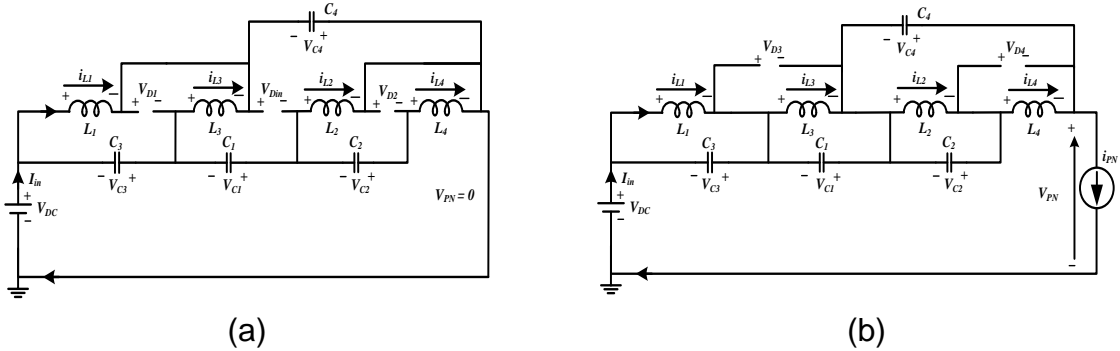 C4
− VC4 +
iL1 iL3 iL2 iL4
+ − VD1 + − + − VDin + − + − VD2 + −
L1 L3 L2 L4
C3 C1 C2
− VC3 + − VC1 + − VC2 +
Iin
VPN = 0
+ VDC −
(a)
C4
− VC4 +
VD3 VD4
+ − + −
iL1 iL3 iL2 iL4
+ − + − + − + −
L1 L3 L2 L4
C3 C1 C2
− VC3 + − VC1 + − VC2 +
Iin
+ iPN
VPN
+ VDC −
−
(b)